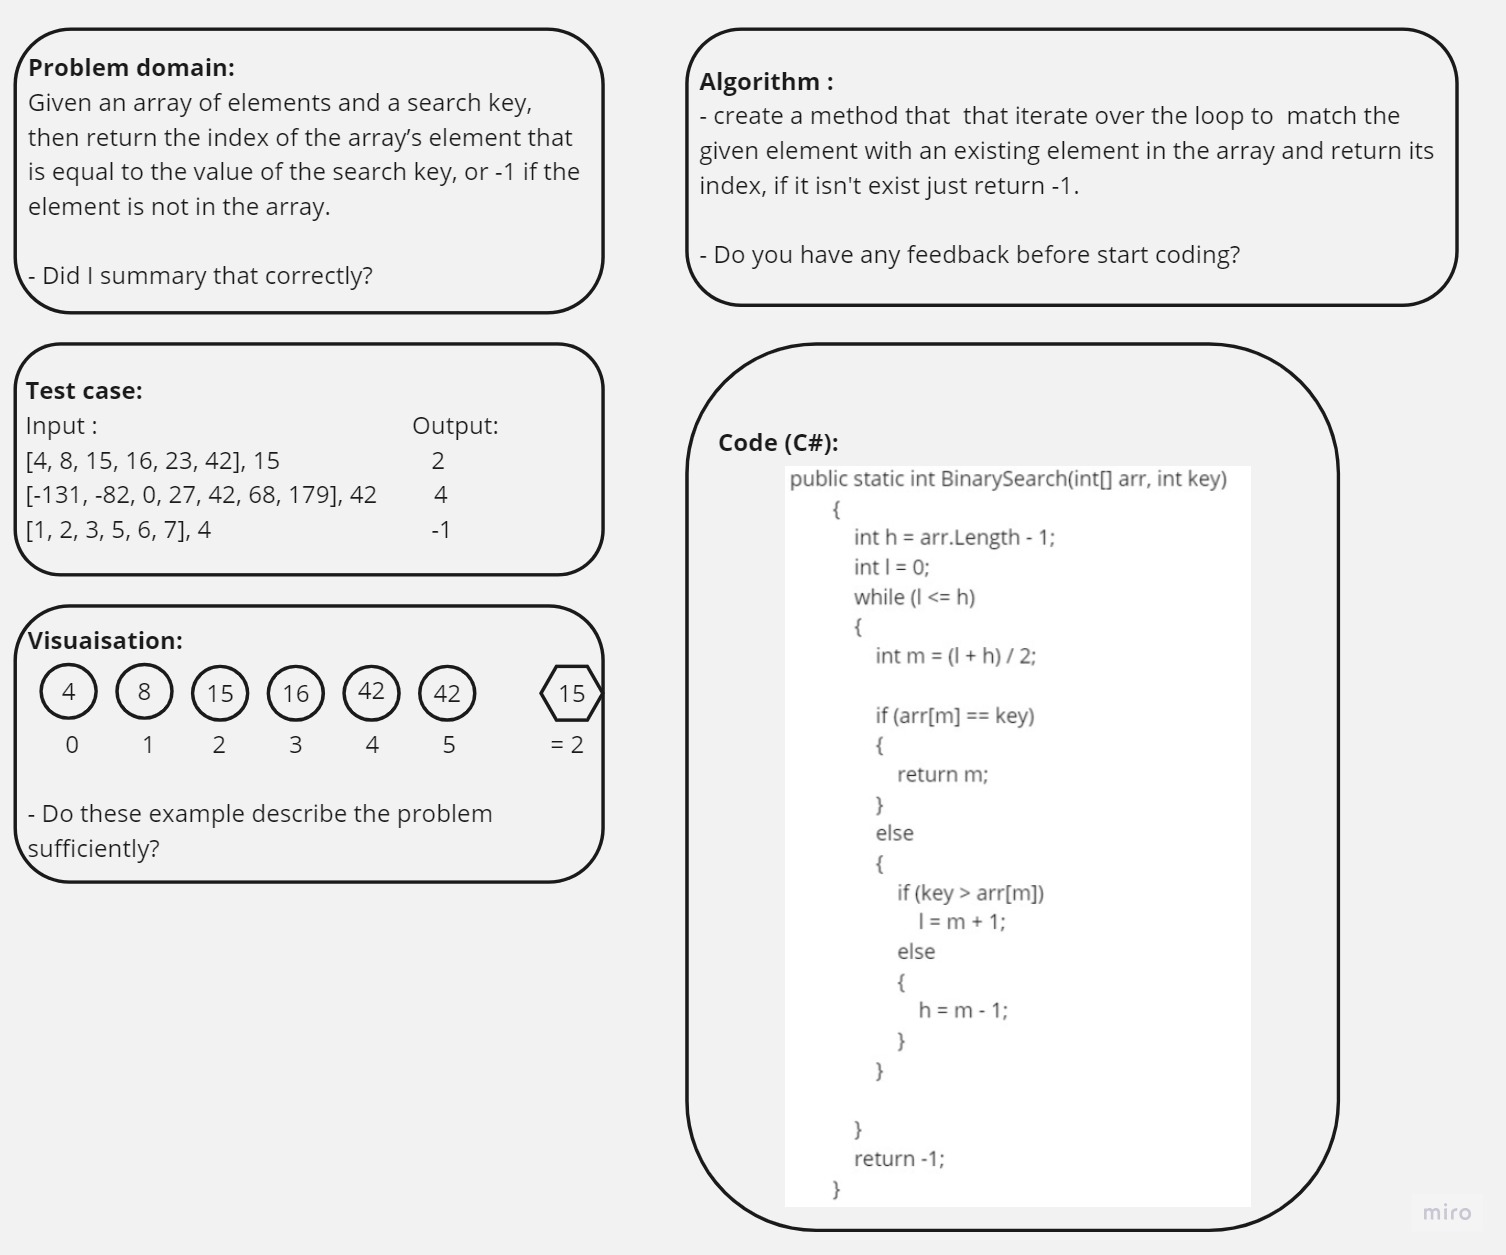 Problem domain:
Given an array of elements and a search key,
then return the index of the array’s element that
is equal to the value of the search key, or -1 if the
element is not in the array.
- Did I summary that correctly?
Test case:
Input : Output:
[4, 8, 15, 16, 23, 42], 15 2
[-131, -82, 0, 27, 42, 68, 179], 42 4
[1, 2, 3, 5, 6, 7], 4 -1
Visuaisation:
4 8 15 16 42 42 15
0 1 2 3 4 5 = 2
- Do these example describe the problem
sufficiently?
Algorithm :
- create a method that  that iterate over the loop to  match the
given element with an existing element in the array and return its
index, if it isn't exist just return -1.
- Do you have any feedback before start coding?
Code (C#):
public static int BinarySearch(int[] arr, int key)
{
int h = arr.Length - 1;
int l = 0;
while (l <= h)
{
int m = (l + h) / 2;
if (arr[m] == key)
{
return m;
}
else
{
if (key > arr[m])
l = m + 1;
else
{
h = m - 1;
}
}
}
return -1;
}
miro